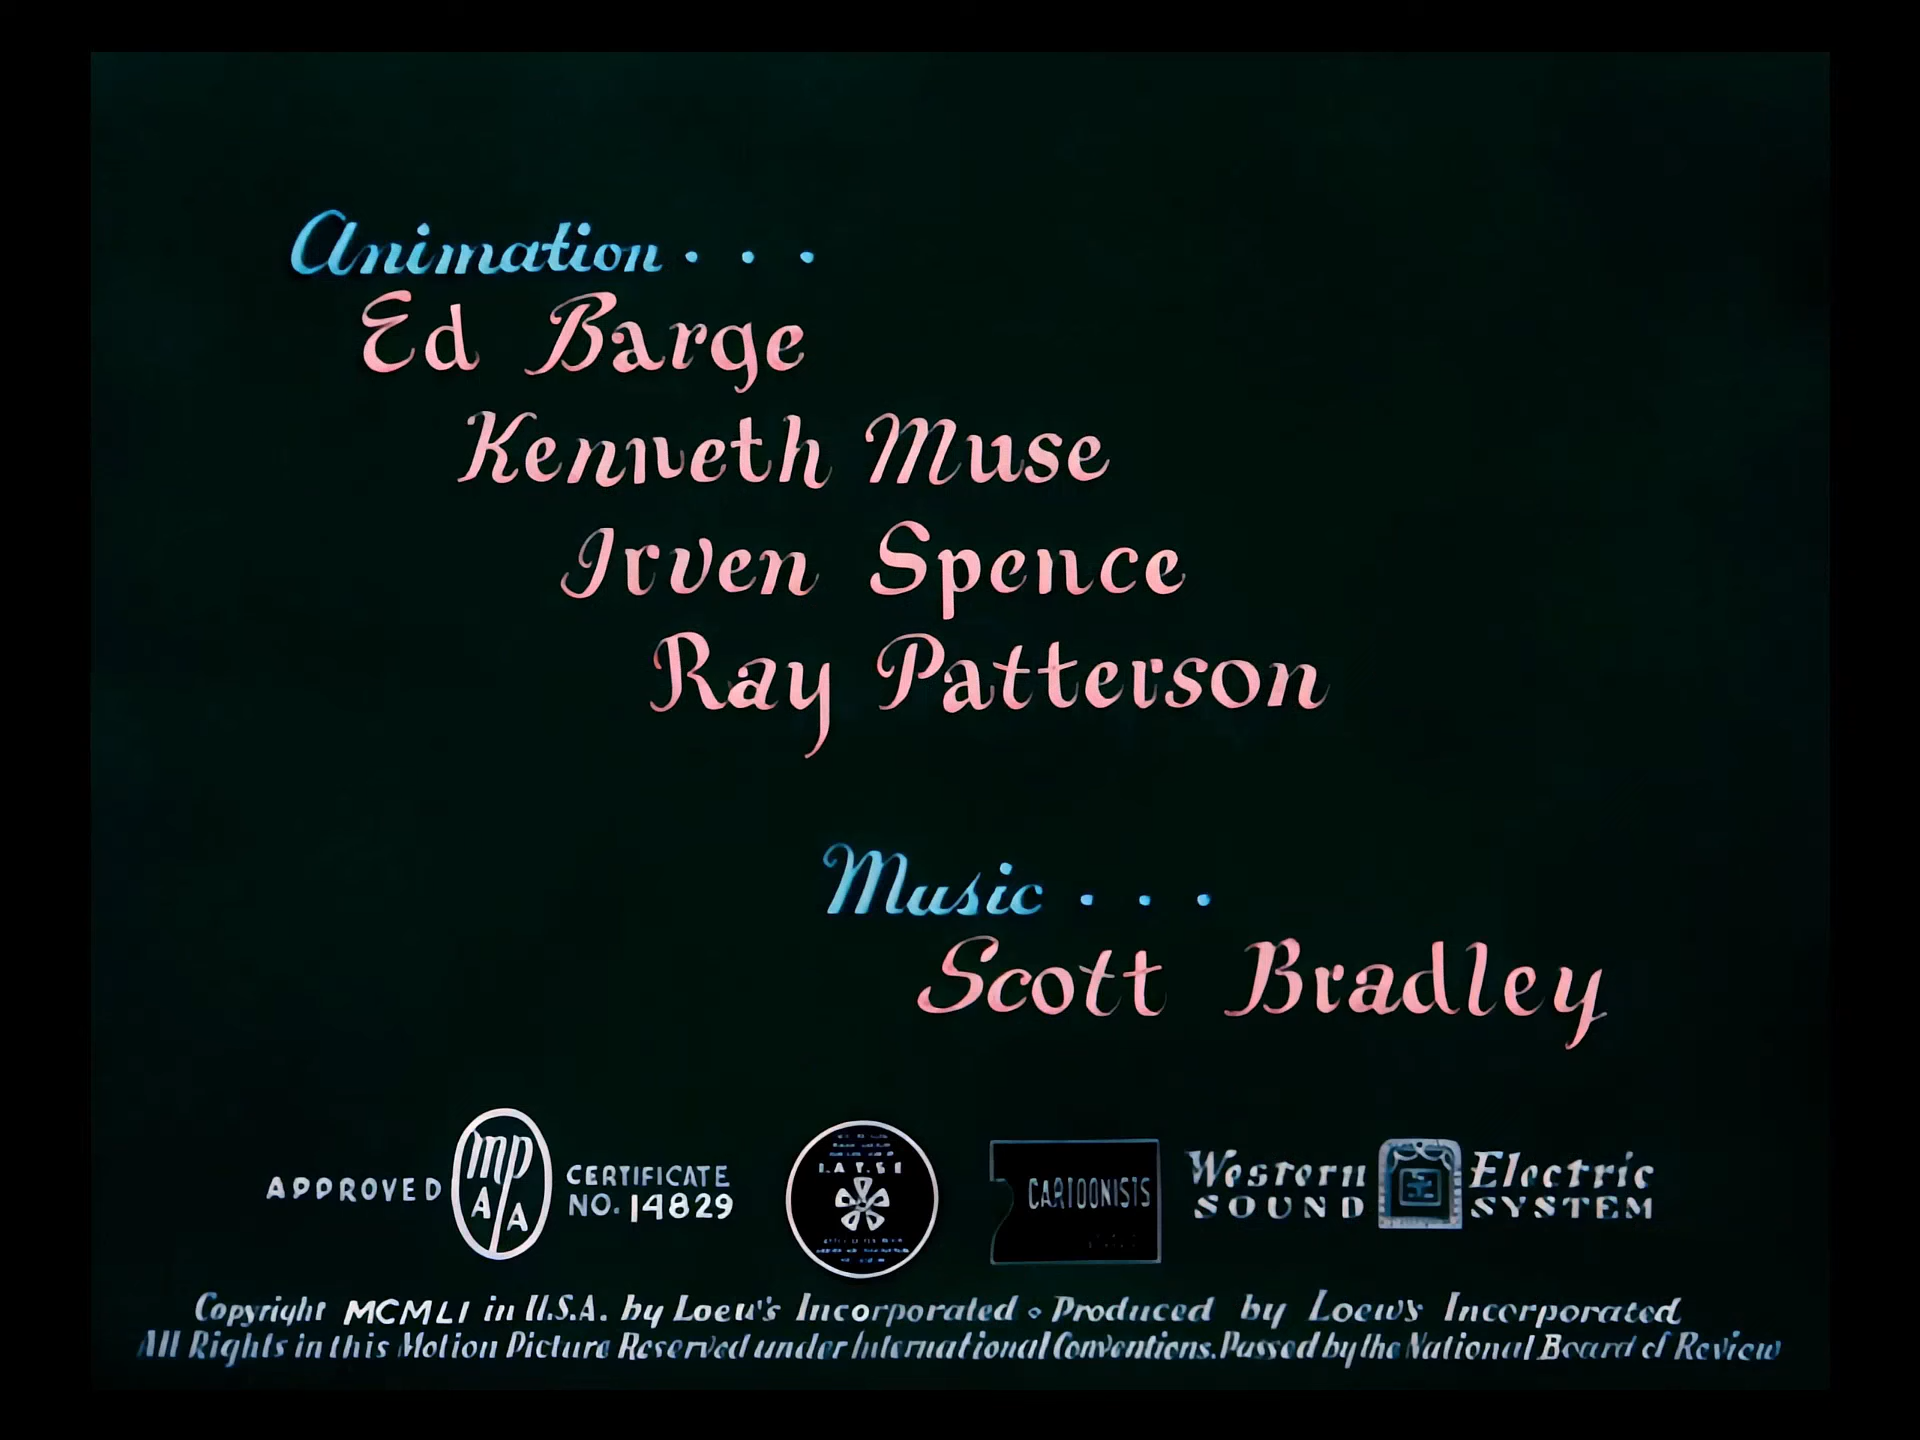 Animation . . .
Ed Barge
Kenneth Muse
Irven Spence
Ray Patterson
Music . . .
Scott Bradley
APPROVED
MPAA
CERTIFICATE
NO. 14829
I.A.T.S.E
CARTOONISTS
Western Electric
SOUND SYSTEM
Copyright MCMLI in U.S.A. by Loew's Incorporated Produced by Loew's Incorporated
All Rights in this Motion Picture Reserved under International Conventions. Passed by the National Board of Review